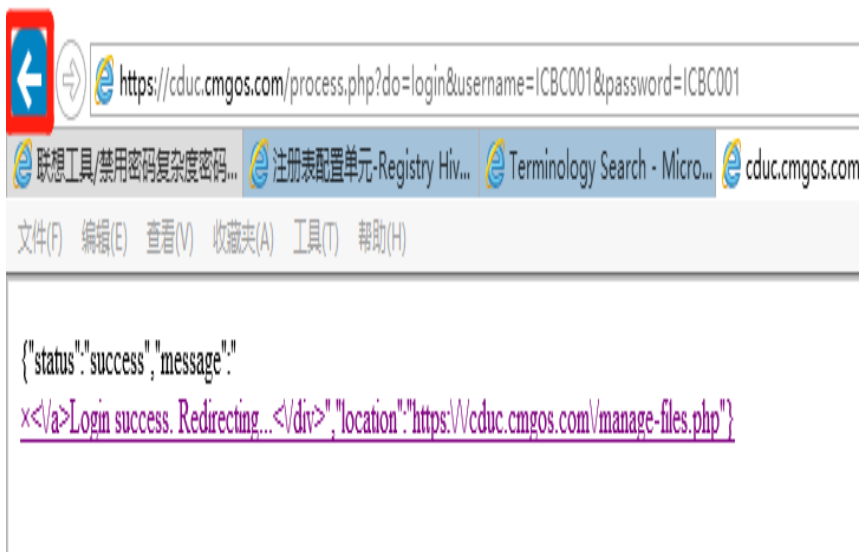 https://cduc.cmgos.com/process.php?do=login&username=ICBC001&password=ICBC001
联想工具/禁用密码复杂度密码... 注册表配置单元-Registry Hiv... Terminology Search - Micro... cduc.cmgos.com
文件(F) 编辑(E) 查看(V) 收藏夹(A) 工具(T) 帮助(H)
{"status":"success","message":"
×<\/a>Login success. Redirecting...<\/div>","location":"https:\/\/cduc.cmgos.com\/manage-files.php"}